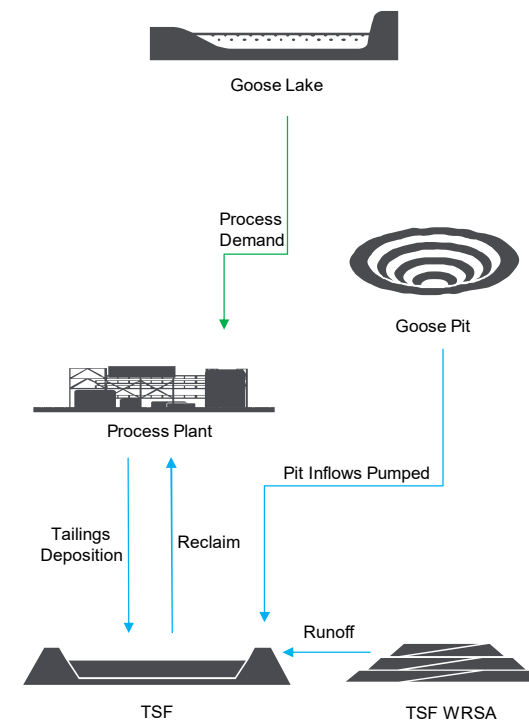 Goose Lake
Process
Demand
Goose Pit
Process Plant
Pit Inflows Pumped
Tailings
Deposition
Reclaim
Runoff
TSF
TSF WRSA